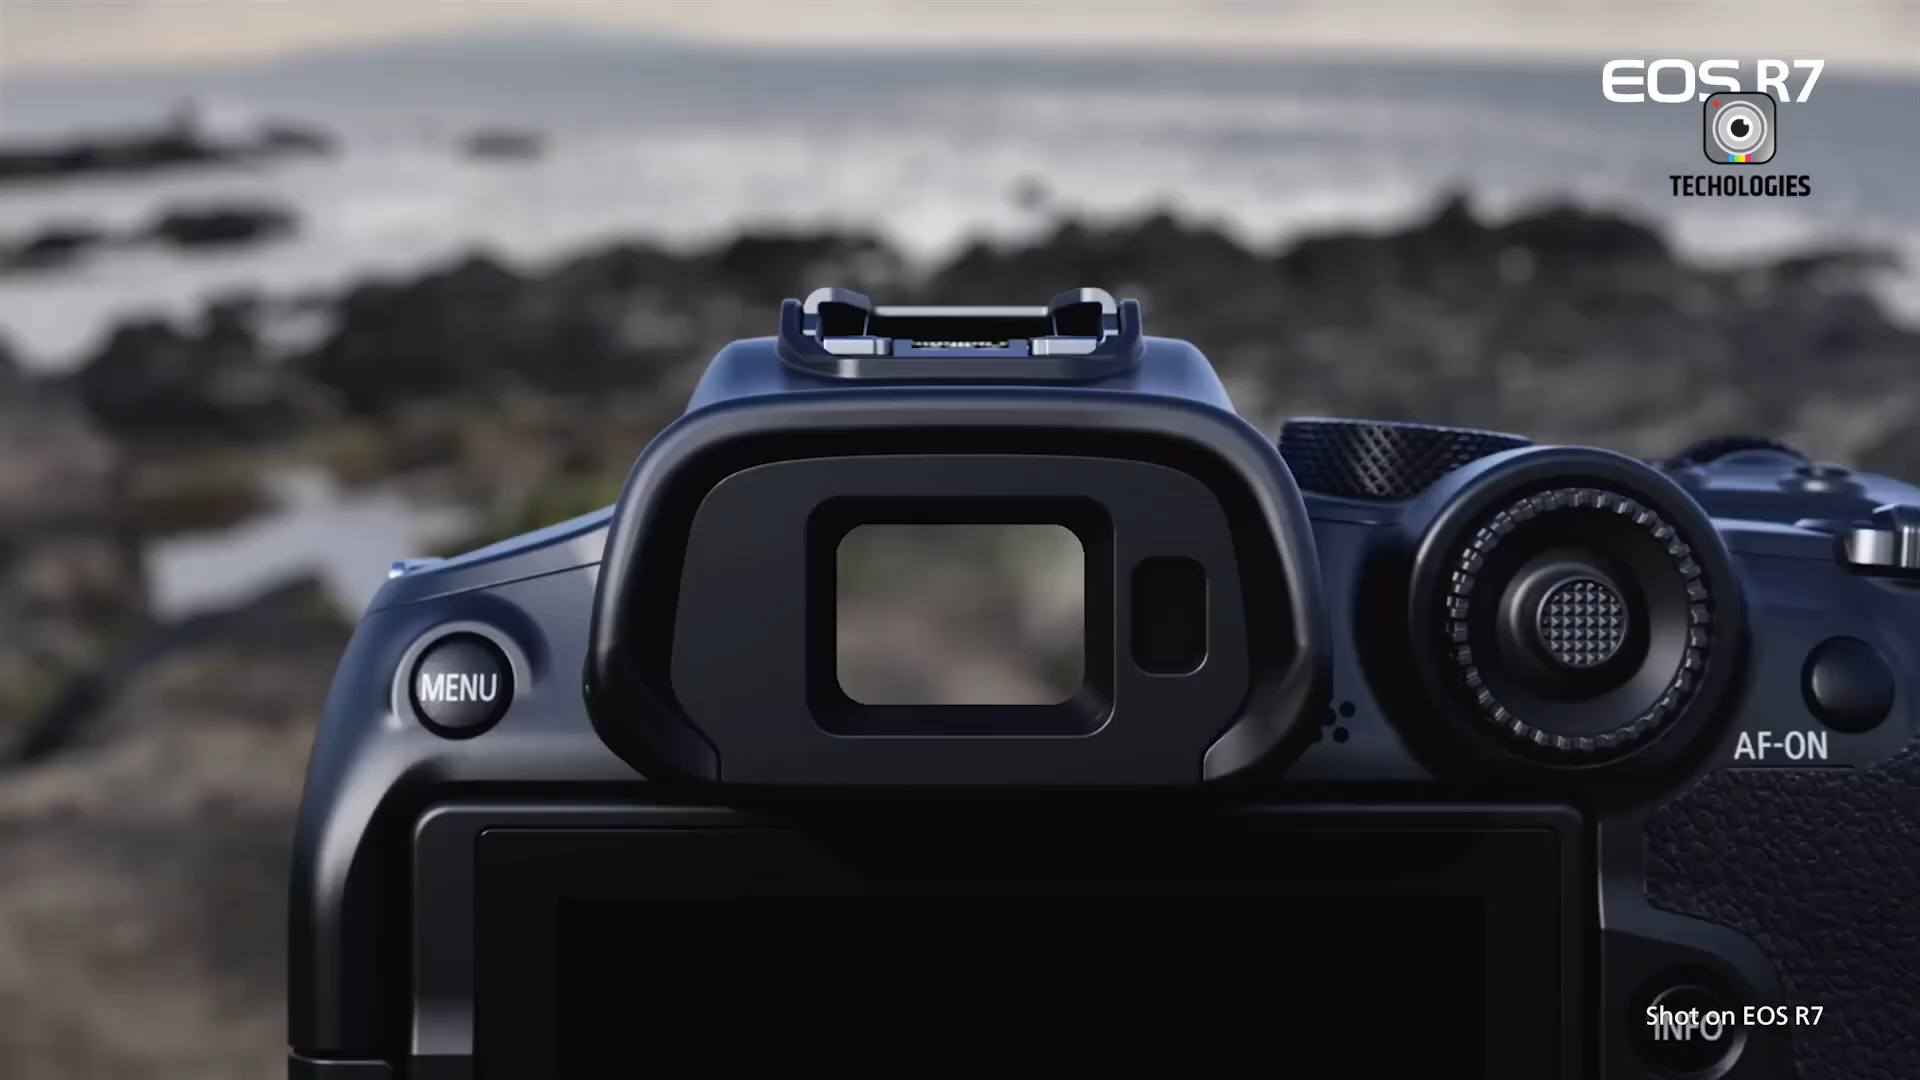 EOS R7
TECHOLOGIES
MENU
AF-ON
Shot on EOS R7
INFO